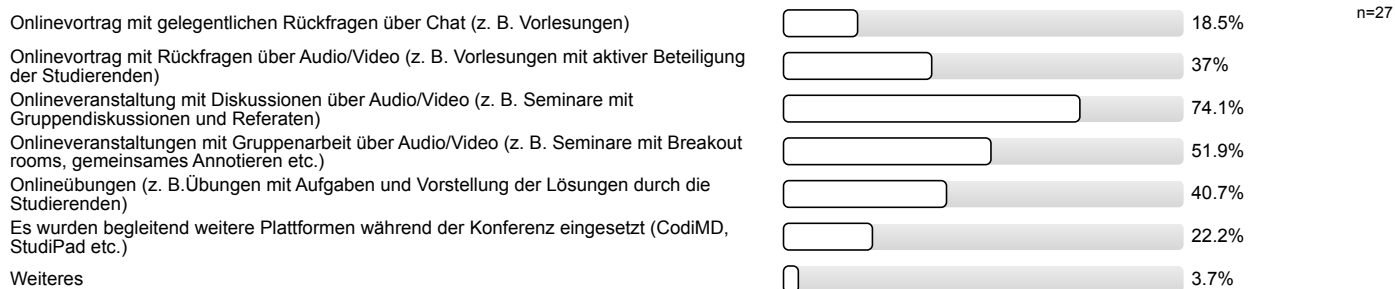 Onlinevortrag mit gelegentlichen Rückfragen über Chat (z. B. Vorlesungen)
18.5%
n=27
Onlinevortrag mit Rückfragen über Audio/Video (z. B. Vorlesungen mit aktiver Beteiligung
der Studierenden)
37%
Onlineveranstaltung mit Diskussionen über Audio/Video (z. B. Seminare mit
Gruppendiskussionen und Referaten)
74.1%
Onlineveranstaltungen mit Gruppenarbeit über Audio/Video (z. B. Seminare mit Breakout
rooms, gemeinsames Annotieren etc.)
51.9%
Onlineübungen (z. B.Übungen mit Aufgaben und Vorstellung der Lösungen durch die
Studierenden)
40.7%
Es wurden begleitend weitere Plattformen während der Konferenz eingesetzt (CodiMD,
StudiPad etc.)
22.2%
Weiteres
3.7%